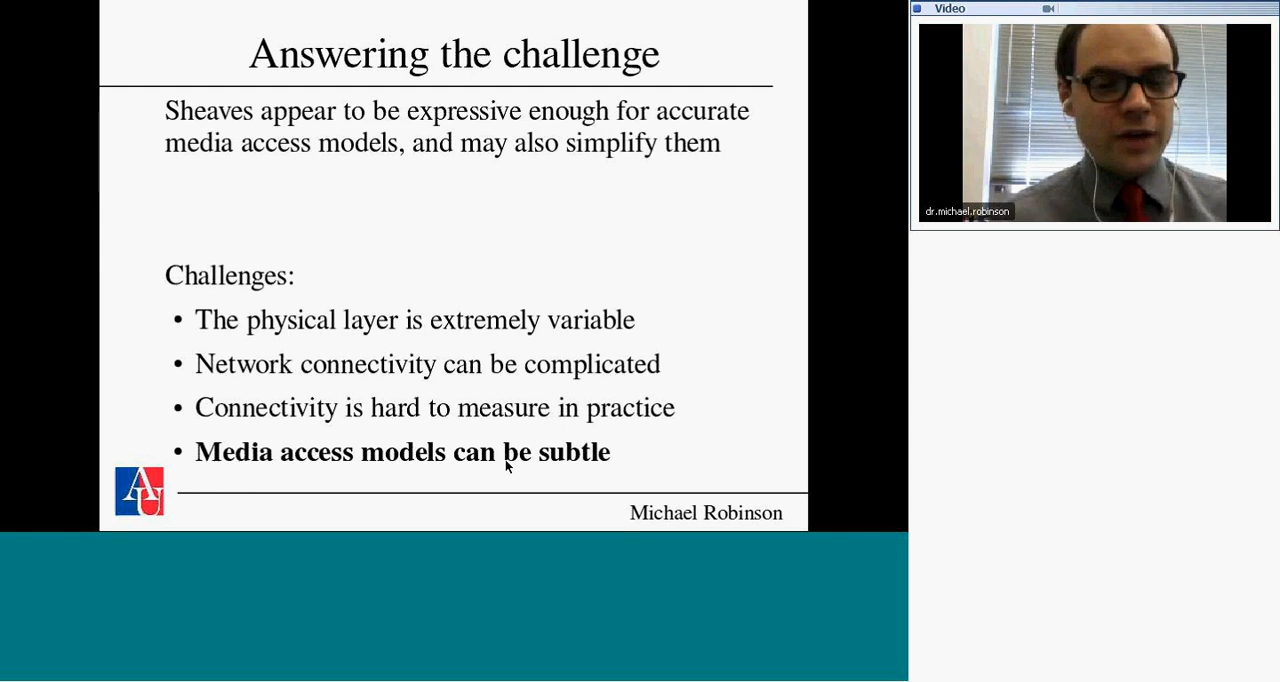 Answering the challenge
Sheaves appear to be expressive enough for accurate
media access models, and may also simplify them
Challenges:
• The physical layer is extremely variable
• Network connectivity can be complicated
• Connectivity is hard to measure in practice
• Media access models can be subtle
AU
Michael Robinson
Video
dr.michael.robinson